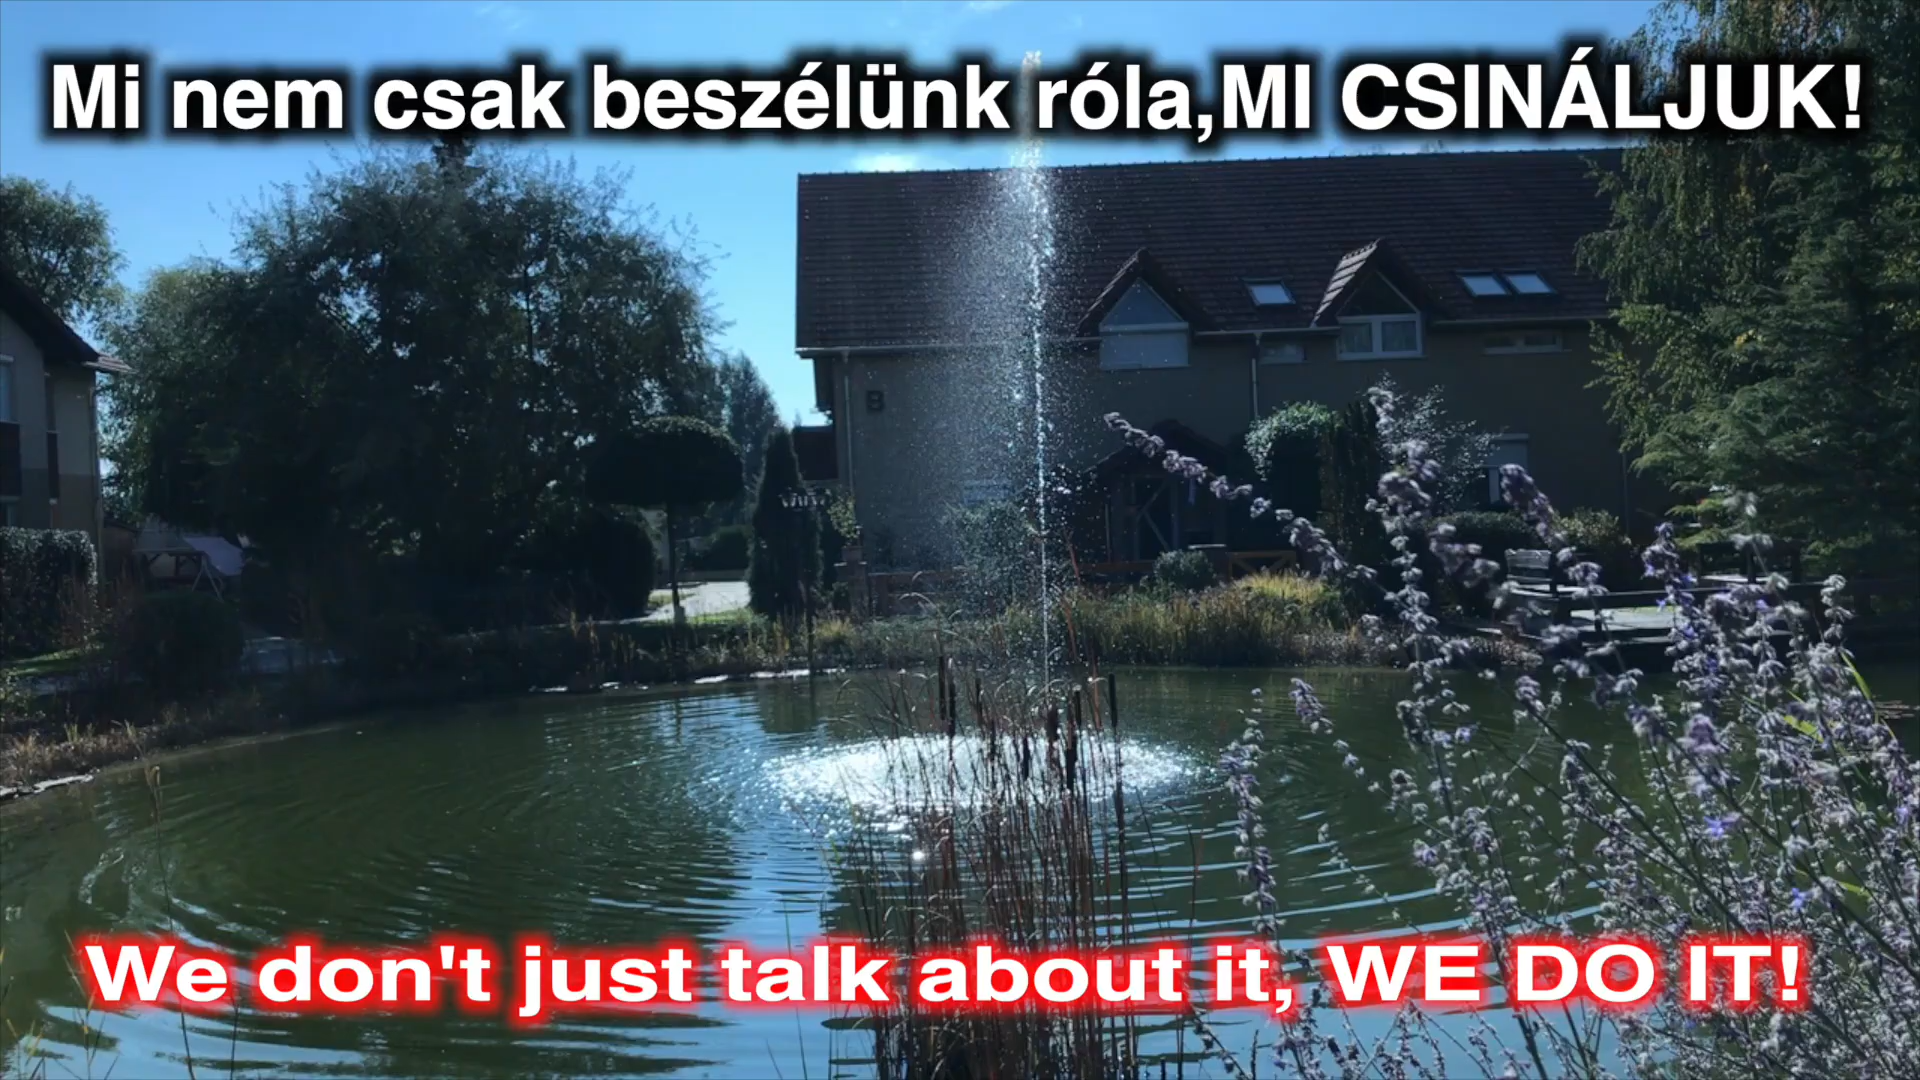 Mi nem csak beszélünk róla,MI CSINÁLJUK!
B
We don't just talk about it, WE DO IT!